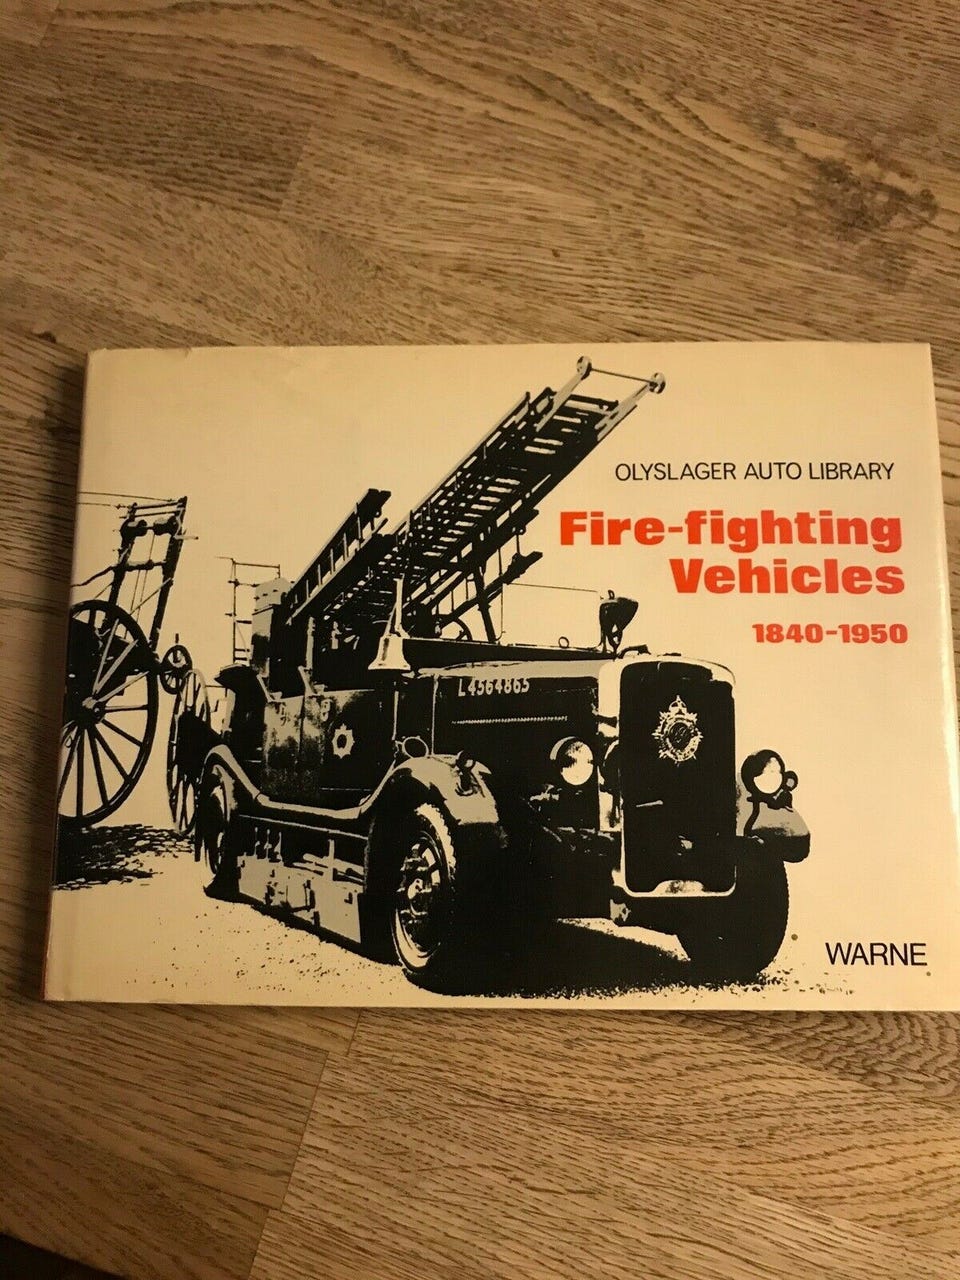 OLYSLAGER AUTO LIBRARY
Fire-fighting
Vehicles
1840-1950
L4564865
WARNE